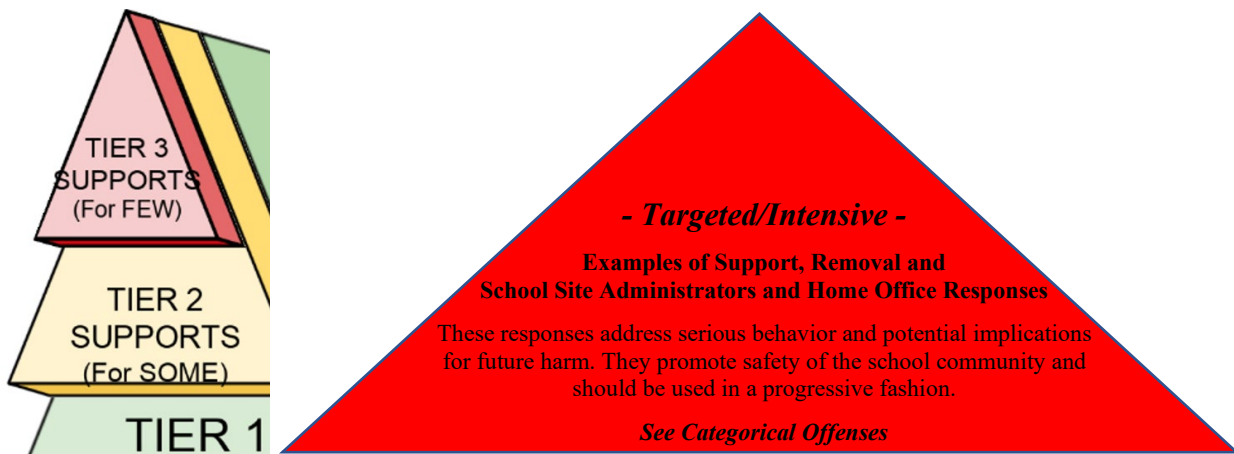 TIER 3
SUPPORTS
(For FEW)
TIER 2
SUPPORTS
(For SOME)
TIER 1
- Targeted/Intensive -
Examples of Support, Removal and
School Site Administrators and Home Office Responses
These responses address serious behavior and potential implications
for future harm. They promote safety of the school community and
should be used in a progressive fashion.
See Categorical Offenses